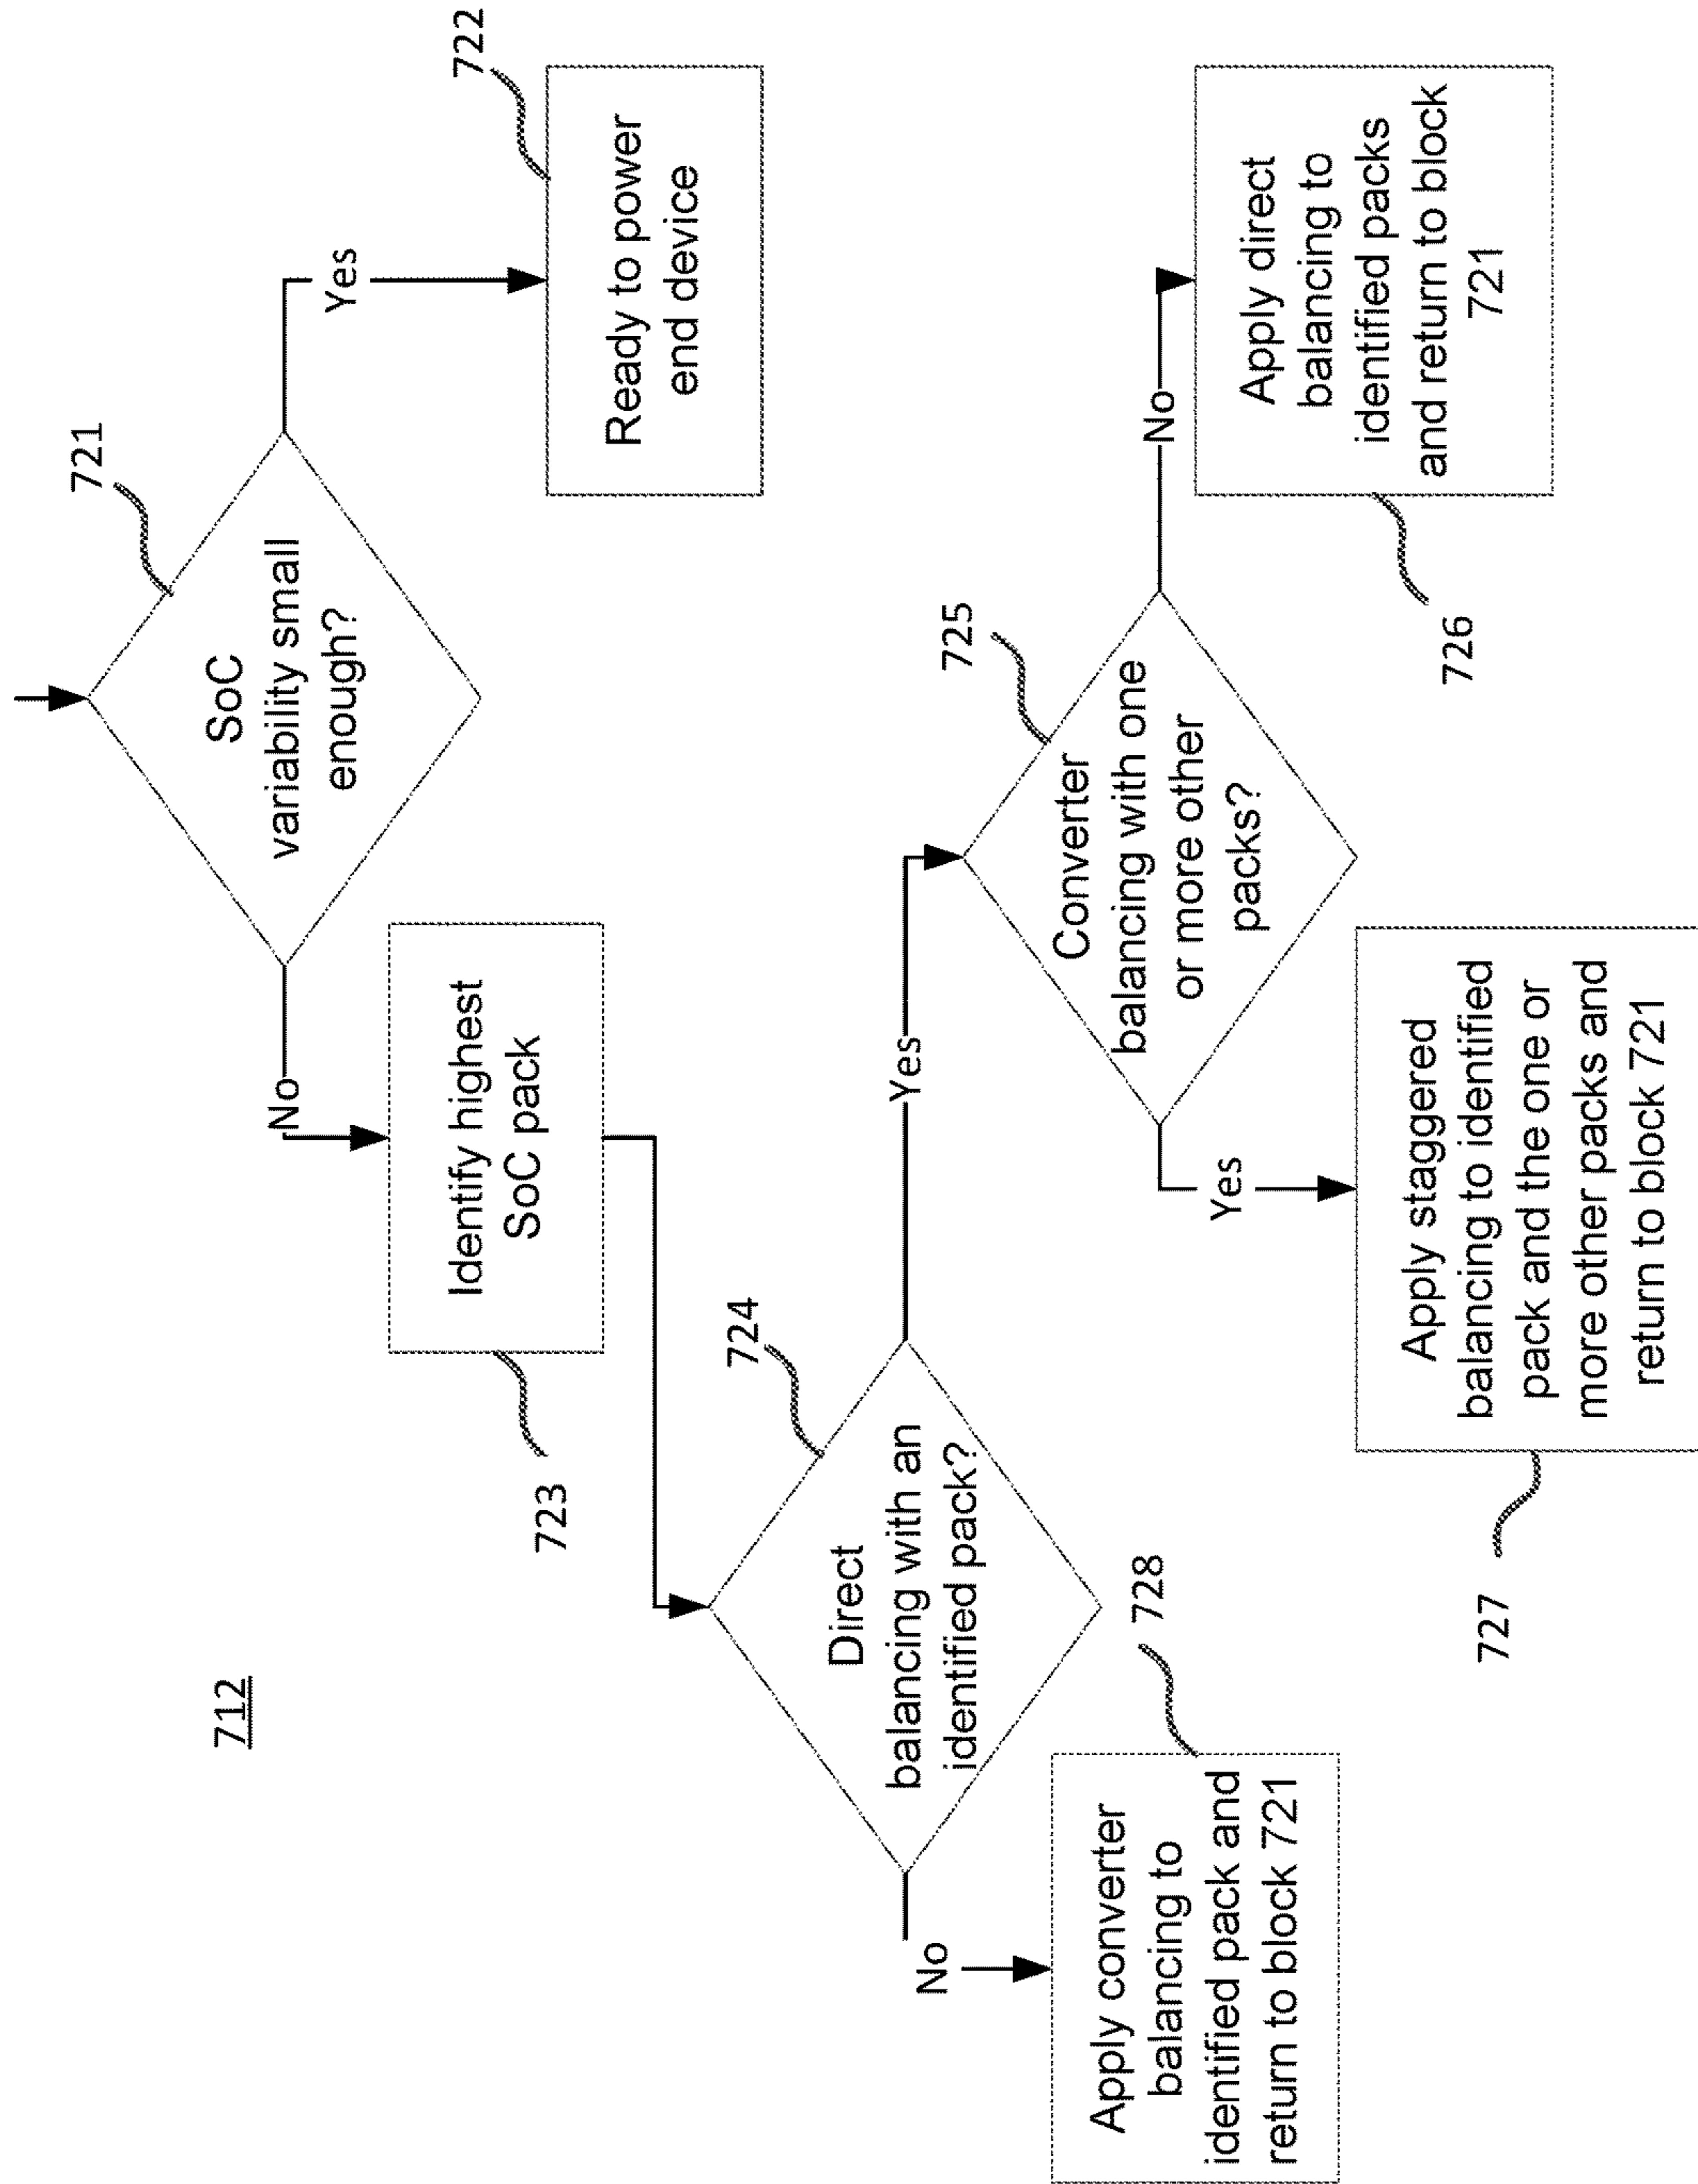 712
721
SoC
variability small
enough?
No
Yes
722
Ready to power
end device
Identify highest
SoC pack
723
724
Direct
balancing with an
identified pack?
No
Yes
728
Apply converter
balancing to
identified pack and
return to block 721
725
Converter
balancing with one
or more other
packs?
Yes
No
Apply staggered
balancing to identified
pack and the one or
more other packs and
return to block 721
727
Apply direct
balancing to
identified packs
and return to block
721
726